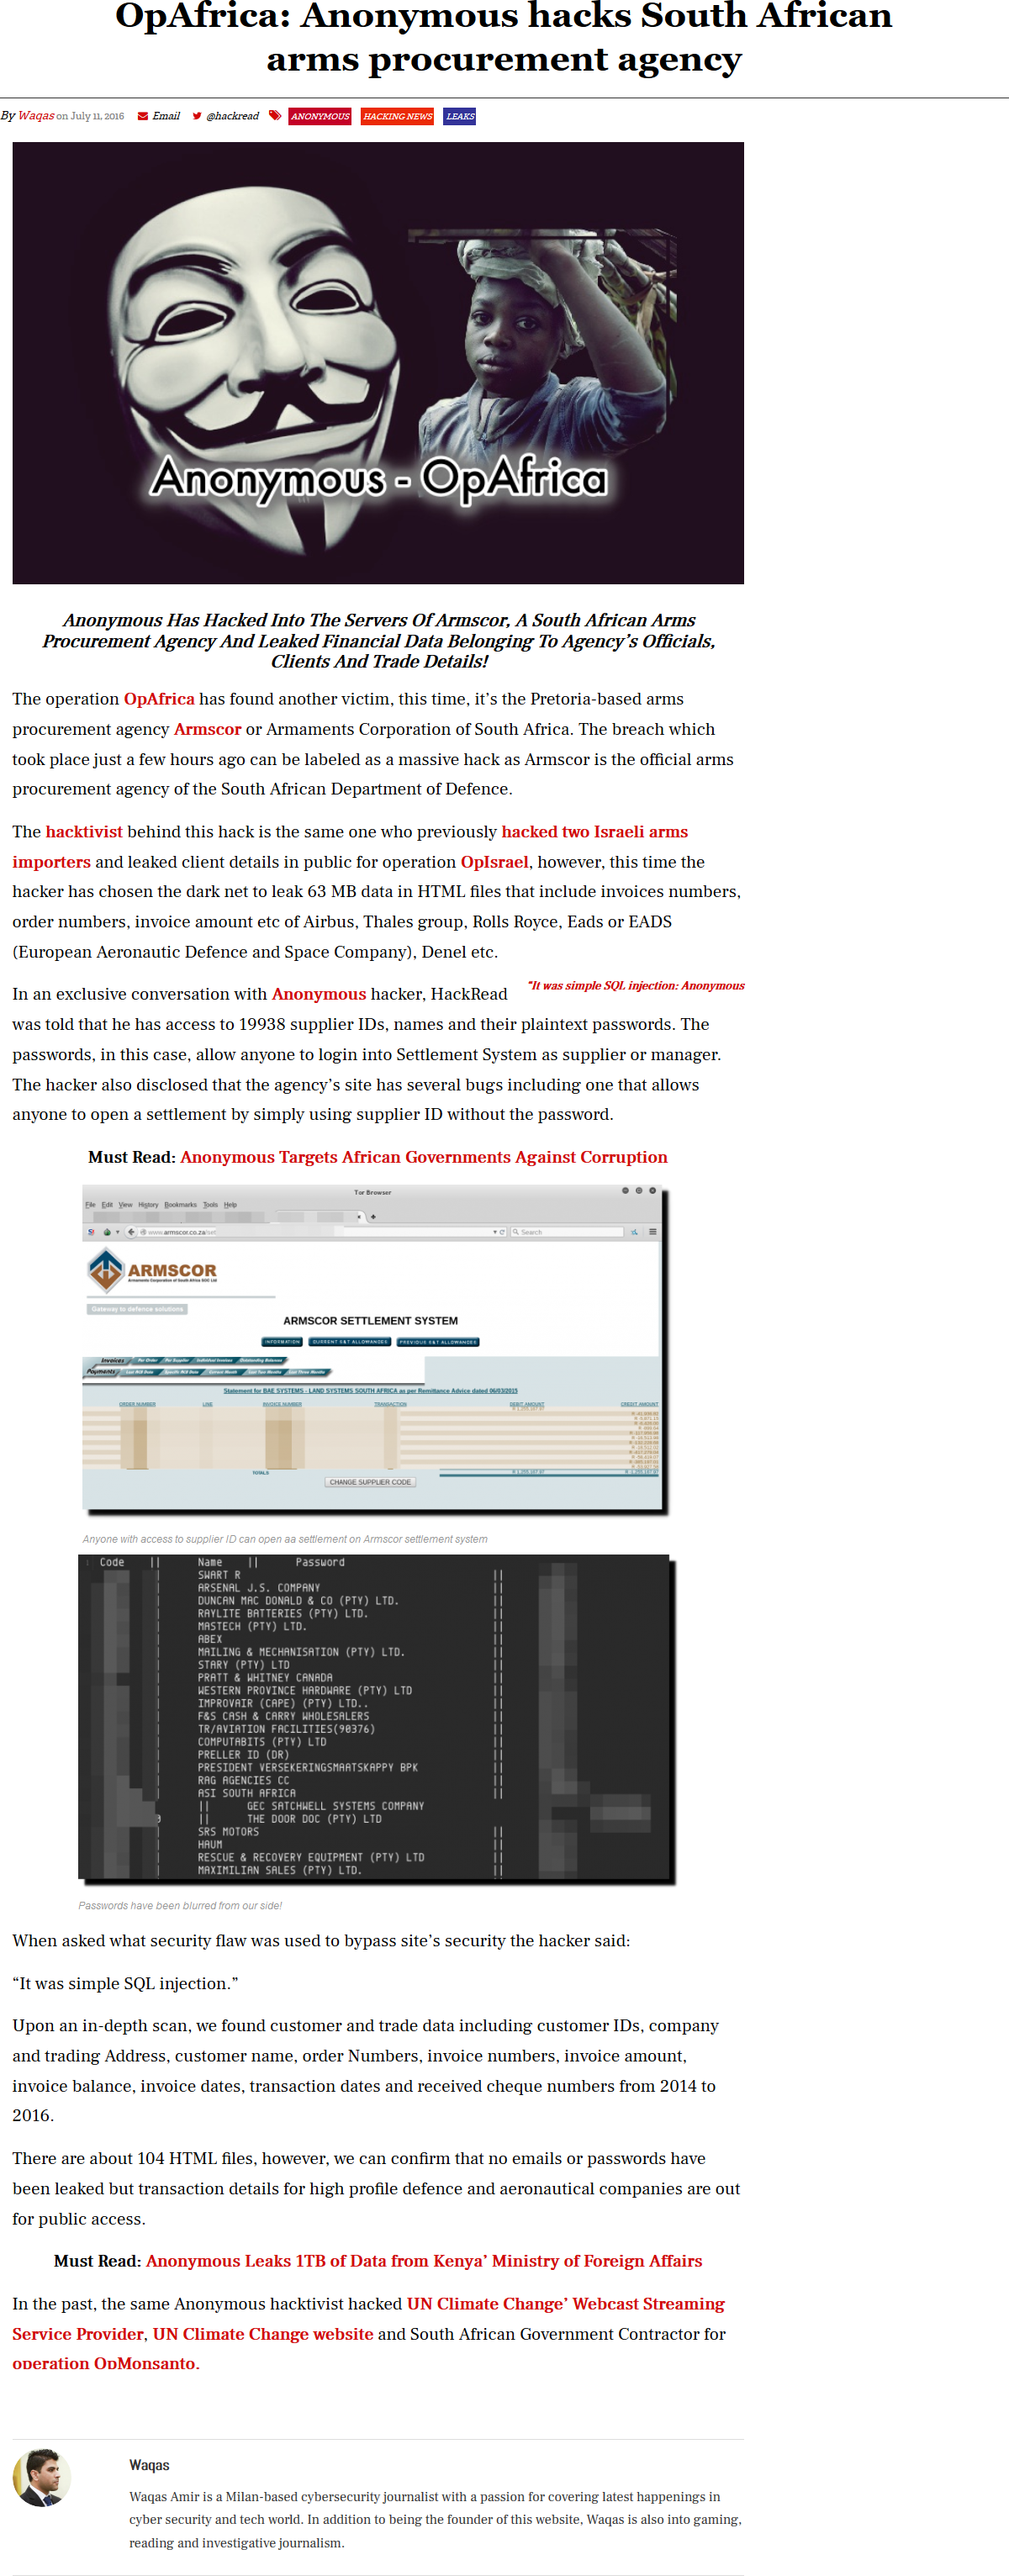 OpAfrica: Anonymous hacks South African
arms procurement agency
By Waqas on July 11, 2016 Email @hackread ANONYMOUS HACKING NEWS LEAKS
Anonymous - OpAfrica
Anonymous Has Hacked Into The Servers Of Armscor, A South African Arms
Procurement Agency And Leaked Financial Data Belonging To Agency's Officials,
Clients And Trade Details!
The operation OpAfrica has found another victim, this time, it's the Pretoria-based arms
procurement agency Armscor or Armaments Corporation of South Africa. The breach which
took place just a few hours ago can be labeled as a massive hack as Armscor is the official arms
procurement agency of the South African Department of Defence.
The hacktivist behind this hack is the same one who previously hacked two Israeli arms
importers and leaked client details in public for operation OpIsrael, however, this time the
hacker has chosen the dark net to leak 63 MB data in HTML files that include invoices numbers,
order numbers, invoice amount etc of Airbus, Thales group, Rolls Royce, Eads or EADS
(European Aeronautic Defence and Space Company), Denel etc.
"It was simple SQL injection: Anonymous
In an exclusive conversation with Anonymous hacker, HackRead
was told that he has access to 19938 supplier IDs, names and their plaintext passwords. The
passwords, in this case, allow anyone to login into Settlement System as supplier or manager.
The hacker also disclosed that the agency's site has several bugs including one that allows
anyone to open a settlement by simply using supplier ID without the password.
Must Read: Anonymous Targets African Governments Against Corruption
Tor Browser
File Edit View History Bookmarks Tools Help
www.armscor.co.za/set Search
ARMSCOR
Armaments Corporation of South Africa SOC Ltd
Gateway to defence solutions
ARMSCOR SETTLEMENT SYSTEM
INFORMATION CURRENT S&T ALLOWANCES PREVIOUS S&T ALLOWANCES
Invoices Per Order Per Supplier Individual Invoices Outstanding Balances
Payments
Statement for BAE SYSTEMS - LAND SYSTEMS SOUTH AFRICA as per Remittance Advice dated 06/03/2015
ORDER NUMBER LINE INVOICE NUMBER TRANSACTION DEBIT AMOUNT CREDIT AMOUNT
TOTALS
CHANGE SUPPLIER CODE
Anyone with access to supplier ID can open aa settlement on Armscor settlement system
1 Code || Name || Password
SWART R ||
ARSENAL J.S. COMPANY ||
DUNCAN MAC DONALD & CO (PTY) LTD. ||
RAYLITE BATTERIES (PTY) LTD. ||
MASTECH (PTY) LTD. ||
ABEX ||
MAILING & MECHANISATION (PTY) LTD. ||
STARY (PTY) LTD ||
PRATT & WHITNEY CANADA ||
WESTERN PROVINCE HARDWARE (PTY) LTD ||
IMPROVAIR (CAPE) (PTY) LTD.. ||
F&S CASH & CARRY WHOLESALERS ||
TR/AVIATION FACILITIES(90376) ||
COMPUTABITS (PTY) LTD ||
PRELLER ID (DR) ||
PRESIDENT VERSEKERINGSMAATSKAPPY BPK ||
RAG AGENCIES CC ||
ASI SOUTH AFRICA ||
|| GEC SATCHWELL SYSTEMS COMPANY
|| THE DOOR DOC (PTY) LTD
SRS MOTORS ||
HAUM ||
RESCUE & RECOVERY EQUIPMENT (PTY) LTD ||
MAXIMILIAN SALES (PTY) LTD. ||
Passwords have been blurred from our side!
When asked what security flaw was used to bypass site's security the hacker said:
“It was simple SQL injection.”
Upon an in-depth scan, we found customer and trade data including customer IDs, company
and trading Address, customer name, order Numbers, invoice numbers, invoice amount,
invoice balance, invoice dates, transaction dates and received cheque numbers from 2014 to
2016.
There are about 104 HTML files, however, we can confirm that no emails or passwords have
been leaked but transaction details for high profile defence and aeronautical companies are out
for public access.
Must Read: Anonymous Leaks 1TB of Data from Kenya' Ministry of Foreign Affairs
In the past, the same Anonymous hacktivist hacked UN Climate Change' Webcast Streaming
Service Provider, UN Climate Change website and South African Government Contractor for
operation OpMonsanto.
Waqas
Waqas Amir is a Milan-based cybersecurity journalist with a passion for covering latest happenings in
cyber security and tech world. In addition to being the founder of this website, Waqas is also into gaming,
reading and investigative journalism.